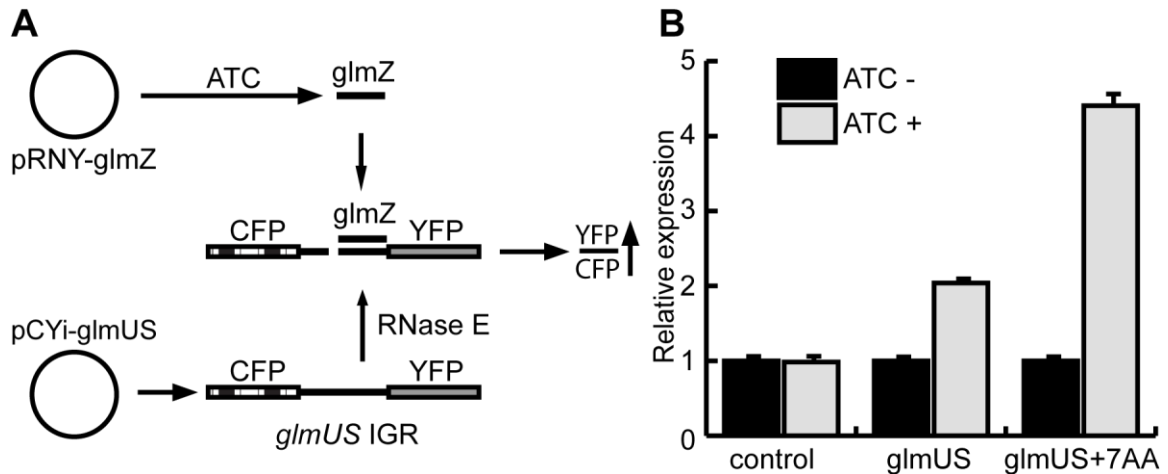 A
ATC
glmZ
pRNY-glmZ
glmZ
CFP
YFP
YFP
CFP
pCYi-glmUS
RNase E
CFP
YFP
glmUS IGR
B
ATC -
ATC +
Relative expression
5
4
3
2
1
0
control
glmUS
glmUS+7AA